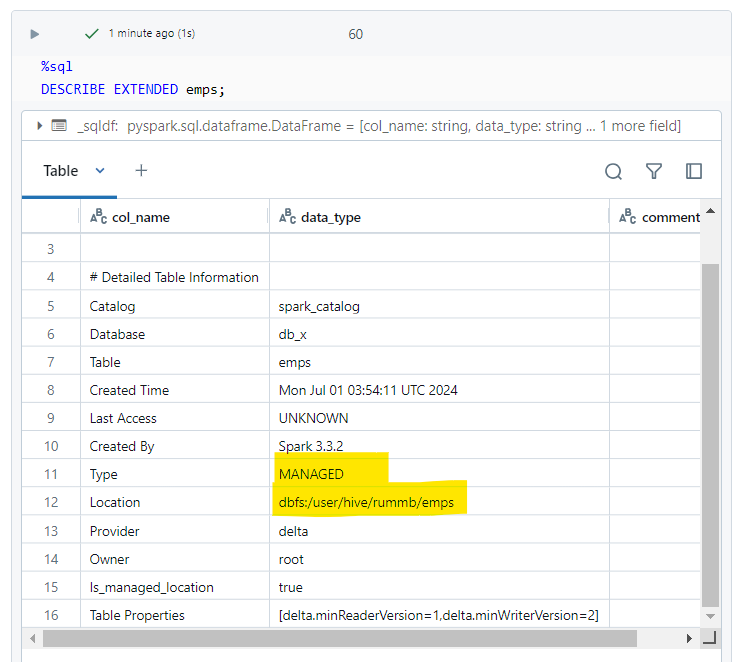 1 minute ago (1s)
60
%sql
DESCRIBE EXTENDED emps;
_sqldf: pyspark.sql.dataframe.DataFrame = [col_name: string, data_type: string ... 1 more field]
Table
ABC col_name ABC data_type ABC comment
3
4 # Detailed Table Information
5 Catalog spark_catalog
6 Database db_x
7 Table emps
8 Created Time Mon Jul 01 03:54:11 UTC 2024
9 Last Access UNKNOWN
10 Created By Spark 3.3.2
11 Type MANAGED
12 Location dbfs:/user/hive/rummb/emps
13 Provider delta
14 Owner root
15 Is_managed_location true
16 Table Properties [delta.minReaderVersion=1,delta.minWriterVersion=2]